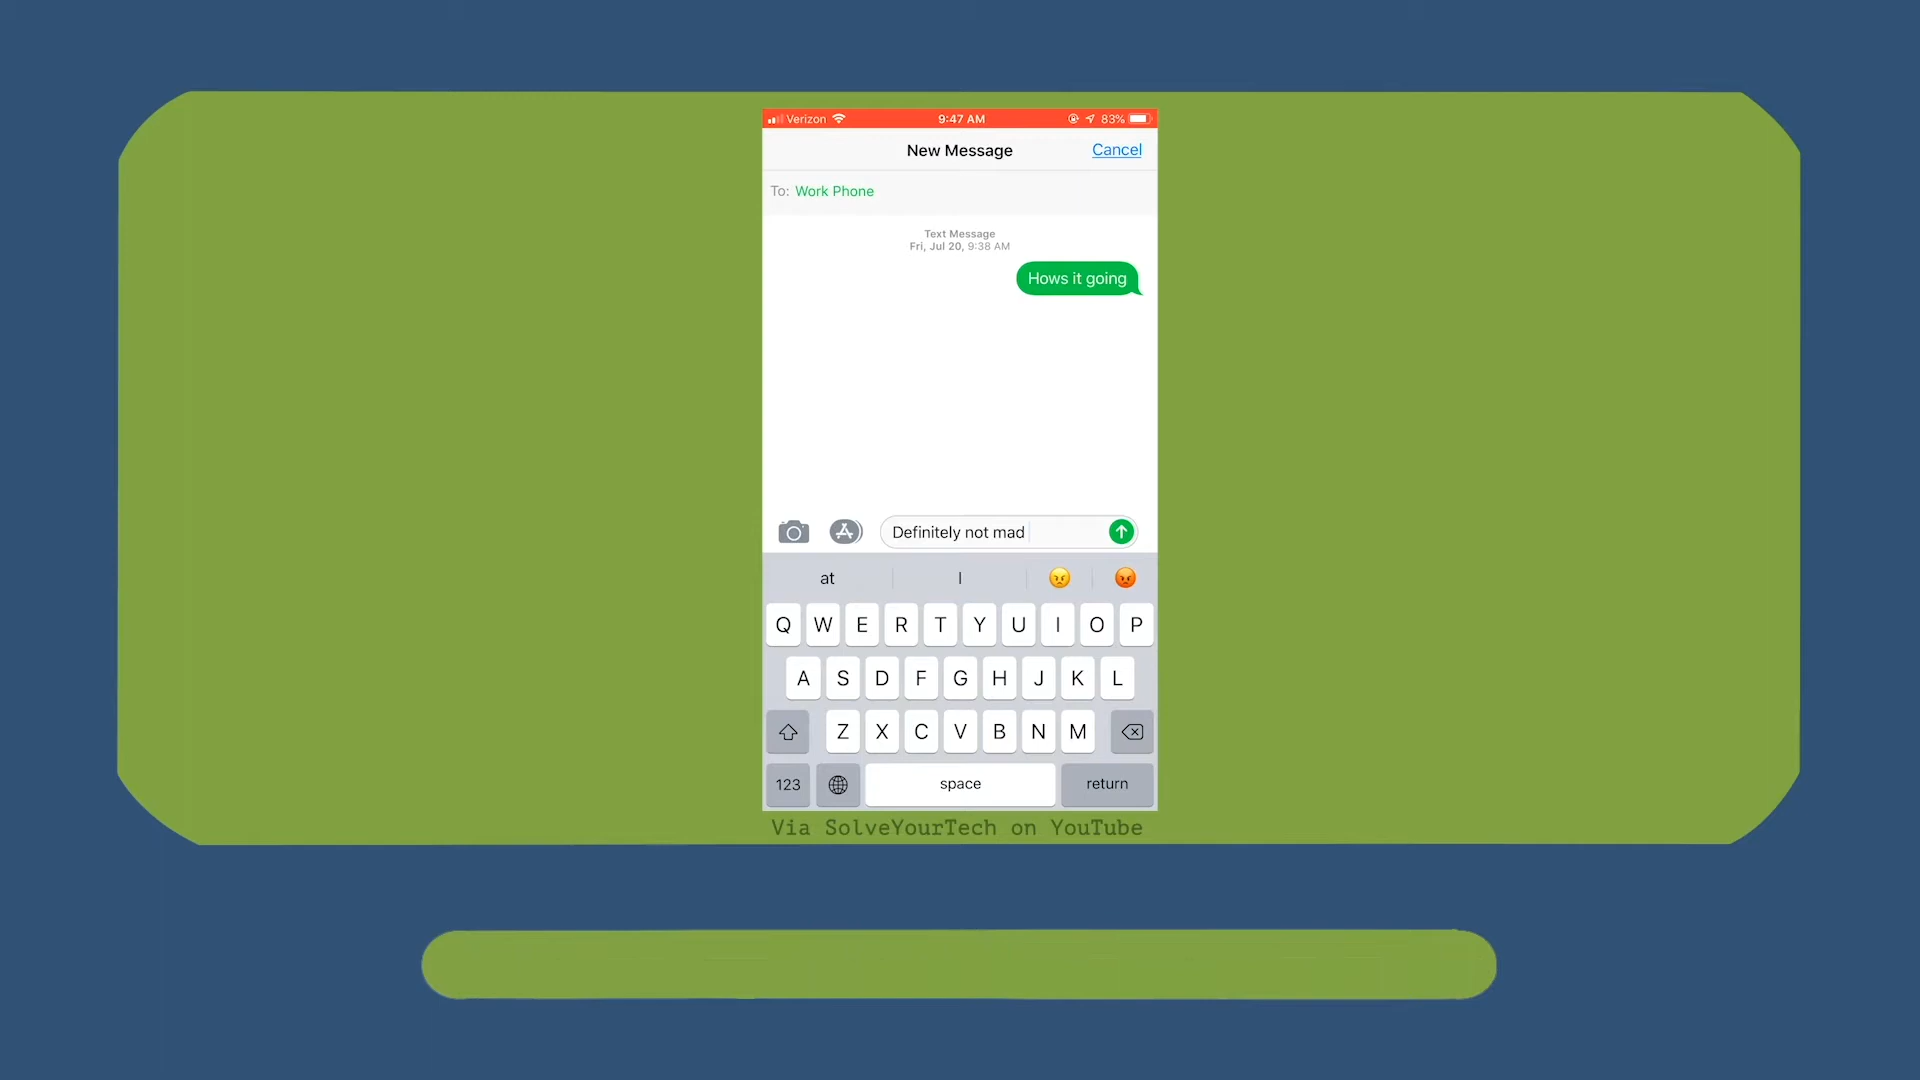 Verizon 9:47 AM 83%
New Message Cancel
To: Work Phone
Text Message
Fri, Jul 20, 9:38 AM
Hows it going
Definitely not mad
at I 😠 😡
Q W E R T Y U I O P
A S D F G H J K L
Z X C V B N M
123 space return
Via SolveYourTech on YouTube